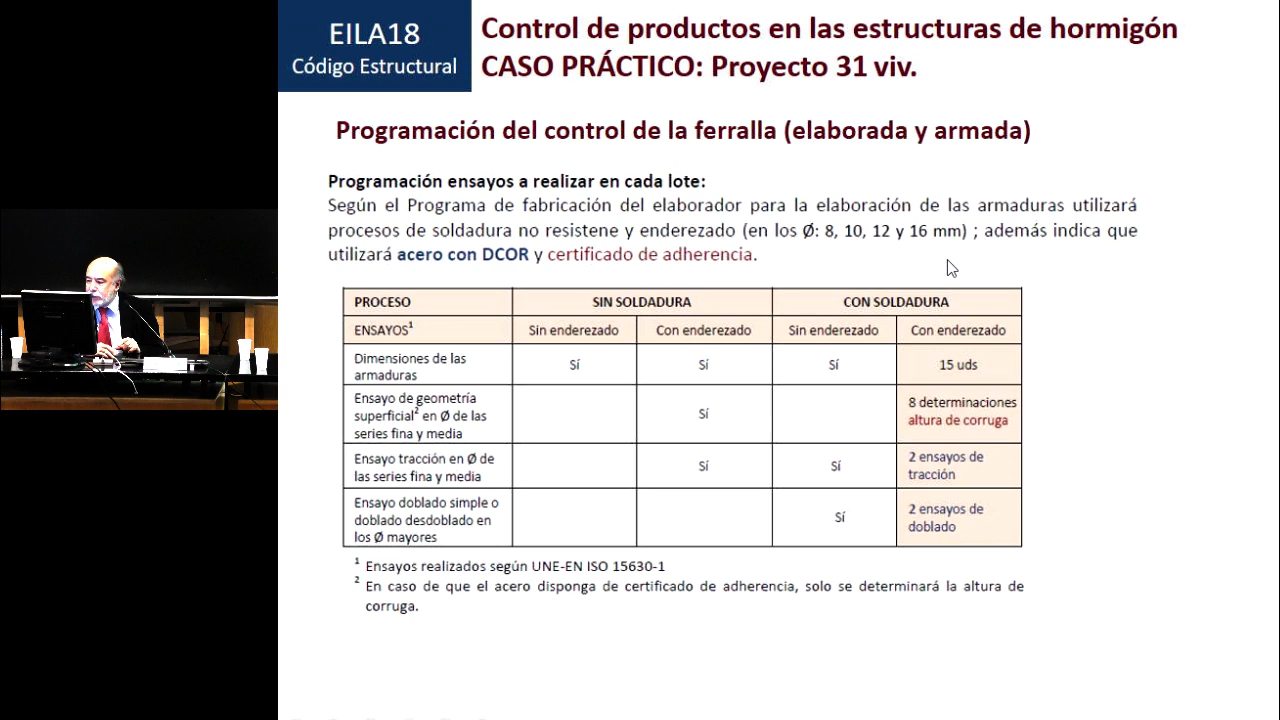 EILA18
Código Estructural
Control de productos en las estructuras de hormigón
CASO PRÁCTICO: Proyecto 31 viv.
Programación del control de la ferralla (elaborada y armada)
Programación ensayos a realizar en cada lote:
Según el Programa de fabricación del elaborador para la elaboración de las armaduras utilizará
procesos de soldadura no resistene y enderezado (en los Ø: 8, 10, 12 y 16 mm) ; además indica que
utilizará acero con DCOR y certificado de adherencia.
PROCESO SIN SOLDADURA CON SOLDADURA
ENSAYOS¹ Sin enderezado Con enderezado Sin enderezado Con enderezado
Dimensiones de las
armaduras
Sí Sí Sí 15 uds
Ensayo de geometría
superficial² en Ø de las
series fina y media
Sí
8 determinaciones
altura de corruga
Ensayo tracción en Ø de
las series fina y media
Sí Sí
2 ensayos de
tracción
Ensayo doblado simple o
doblado desdoblado en
los Ø mayores
Sí
2 ensayos de
doblado
¹ Ensayos realizados según UNE-EN ISO 15630-1
² En caso de que el acero disponga de certificado de adherencia, solo se determinará la altura de
corruga.